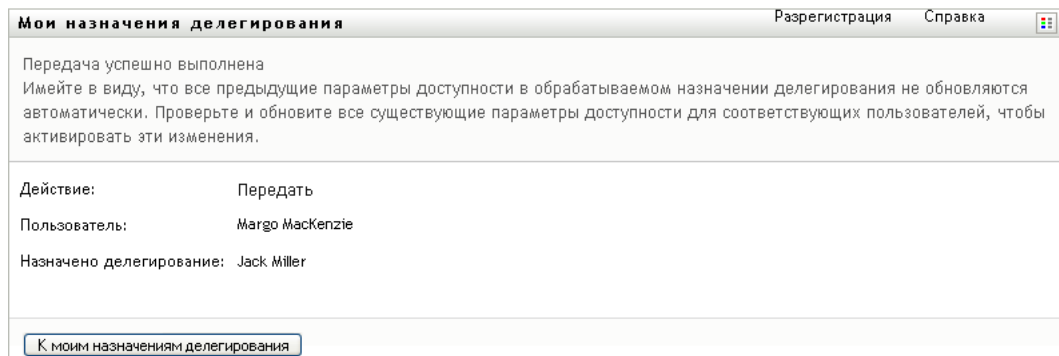 Мои назначения делегирования
Разрегистрация Справка
Передача успешно выполнена
Имейте в виду, что все предыдущие параметры доступности в обрабатываемом назначении делегирования не обновляются
автоматически. Проверьте и обновите все существующие параметры доступности для соответствующих пользователей, чтобы
активировать эти изменения.
Действие: Передать
Пользователь: Margo MacKenzie
Назначено делегирование: Jack Miller
К моим назначениям делегирования